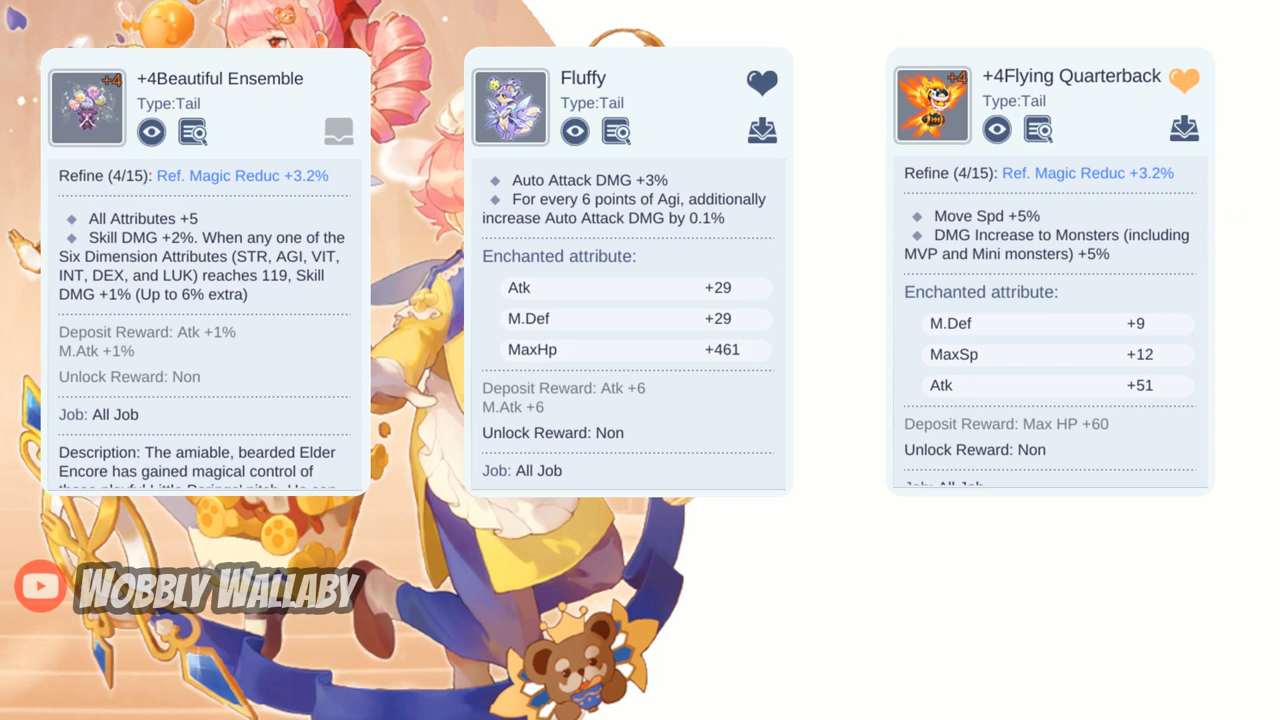 +4
+4Beautiful Ensemble
Type:Tail
Refine (4/15): Ref. Magic Reduc +3.2%
All Attributes +5
Skill DMG +2%. When any one of the
Six Dimension Attributes (STR, AGI, VIT,
INT, DEX, and LUK) reaches 119, Skill
DMG +1% (Up to 6% extra)
Deposit Reward: Atk +1%
M.Atk +1%
Unlock Reward: Non
Job: All Job
Description: The amiable, bearded Elder
Encore has gained magical control of
Fluffy
Type:Tail
Auto Attack DMG +3%
For every 6 points of Agi, additionally
increase Auto Attack DMG by 0.1%
Enchanted attribute:
Atk +29
M.Def +29
MaxHp +461
Deposit Reward: Atk +6
M.Atk +6
Unlock Reward: Non
Job: All Job
+4
+4Flying Quarterback
Type:Tail
Refine (4/15): Ref. Magic Reduc +3.2%
Move Spd +5%
DMG Increase to Monsters (including
MVP and Mini monsters) +5%
Enchanted attribute:
M.Def +9
MaxSp +12
Atk +51
Deposit Reward: Max HP +60
Unlock Reward: Non
Wobbly Wallaby